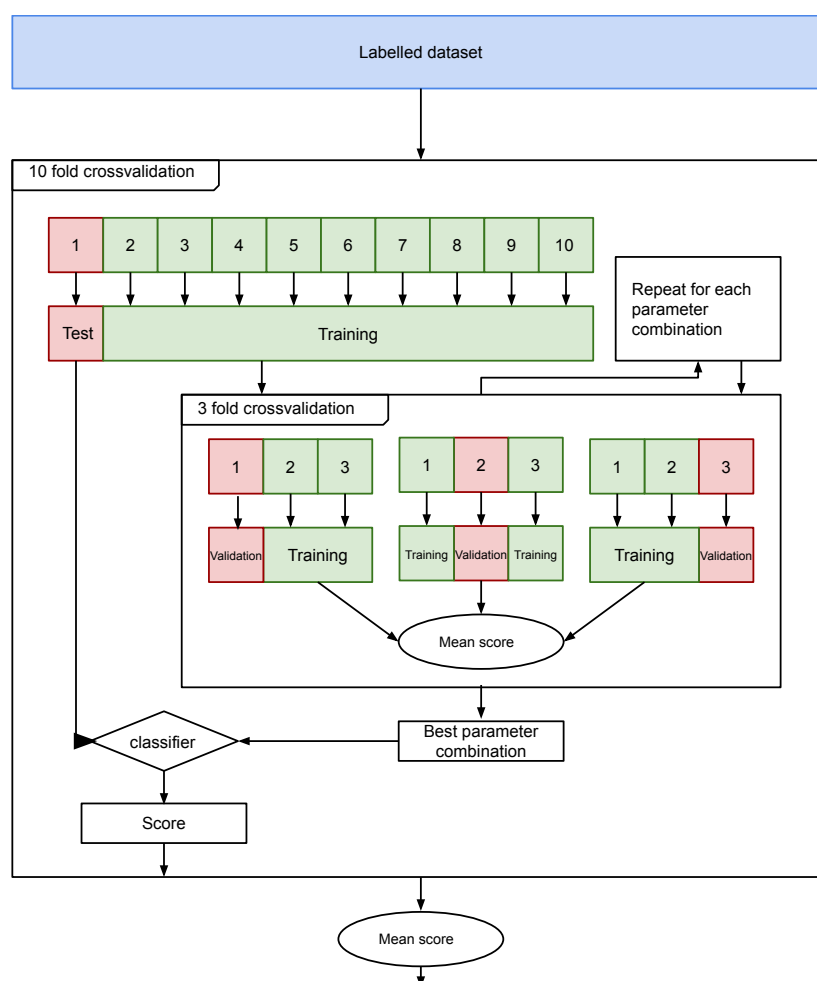 Labelled dataset
10 fold crossvalidation
1 2 3 4 5 6 7 8 9 10
Repeat for each
parameter
combination
Test Training
3 fold crossvalidation
1 2 3 1 2 3 1 2 3
Validation Training Training Validation Training Training Validation
Mean score
Best parameter
combination
classifier
Score
Mean score